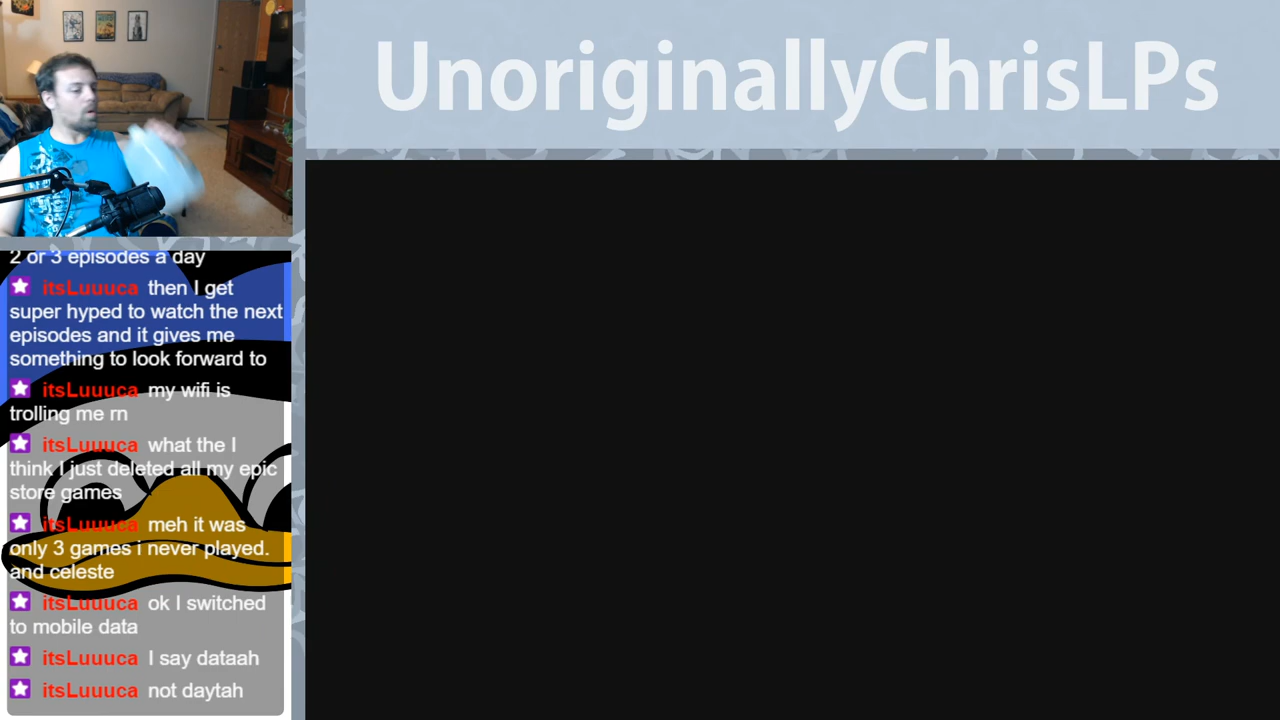 UnoriginallyChrisLPs
2 or 3 episodes a day
itsLuuuca then I get
super hyped to watch the next
episodes and it gives me
something to look forward to
itsLuuuca my wifi is
trolling me rn
itsLuuuca what the I
think I just deleted all my epic
store games
itsLuuuca meh it was
only 3 games i never played.
and celeste
itsLuuuca ok I switched
to mobile data
itsLuuuca I say dataah
itsLuuuca not daytah